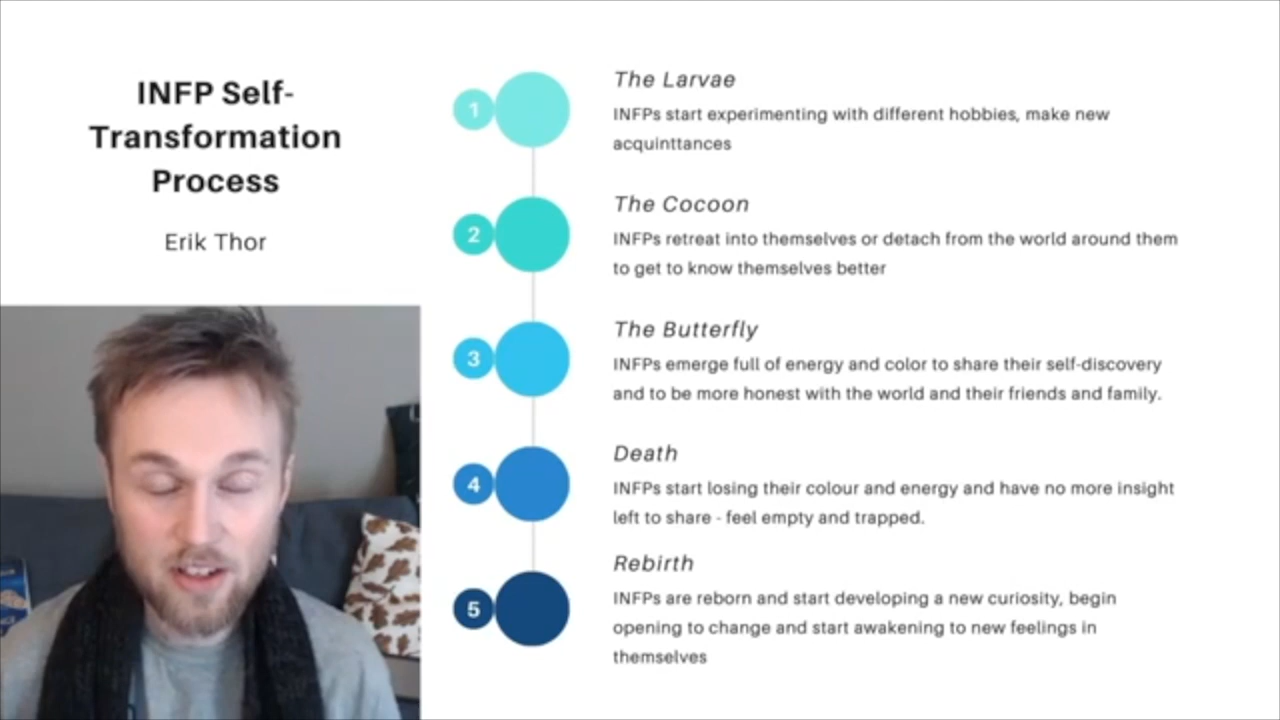 INFP Self-
Transformation
Process
Erik Thor
1
The Larvae
INFPs start experimenting with different hobbies, make new
acquinttances
2
The Cocoon
INFPs retreat into themselves or detach from the world around them
to get to know themselves better
3
The Butterfly
INFPs emerge full of energy and color to share their self-discovery
and to be more honest with the world and their friends and family.
4
Death
INFPs start losing their colour and energy and have no more insight
left to share - feel empty and trapped.
5
Rebirth
INFPs are reborn and start developing a new curiosity, begin
opening to change and start awakening to new feelings in
themselves